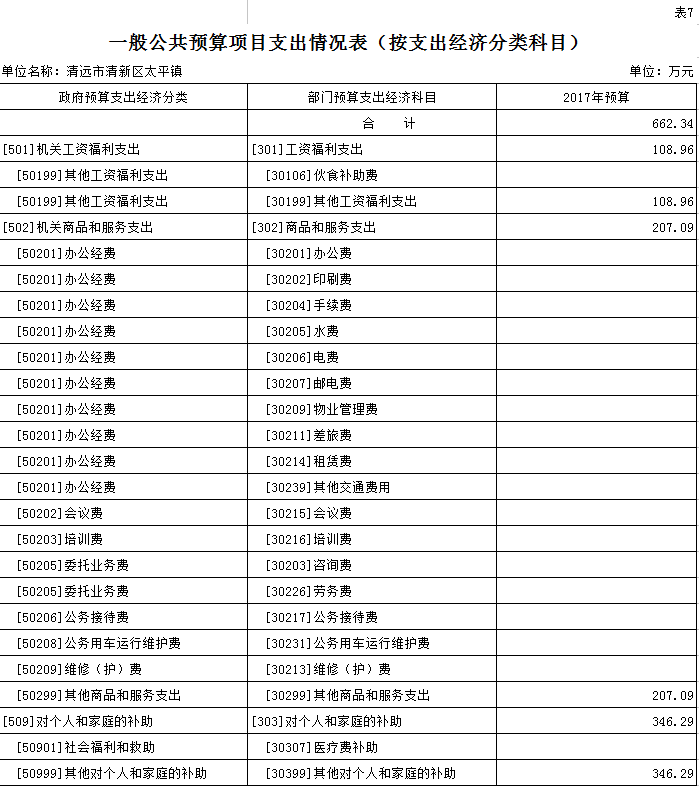 表7
一般公共预算项目支出情况表（按支出经济分类科目）
单位名称：清远市清新区太平镇 单位：万元
政府预算支出经济分类 部门预算支出经济科目 2017年预算
合 计 662.34
[501]机关工资福利支出 [301]工资福利支出 108.96
[50199]其他工资福利支出 [30106]伙食补助费
[50199]其他工资福利支出 [30199]其他工资福利支出 108.96
[502]机关商品和服务支出 [302]商品和服务支出 207.09
[50201]办公经费 [30201]办公费
[50201]办公经费 [30202]印刷费
[50201]办公经费 [30204]手续费
[50201]办公经费 [30205]水费
[50201]办公经费 [30206]电费
[50201]办公经费 [30207]邮电费
[50201]办公经费 [30209]物业管理费
[50201]办公经费 [30211]差旅费
[50201]办公经费 [30214]租赁费
[50201]办公经费 [30239]其他交通费用
[50202]会议费 [30215]会议费
[50203]培训费 [30216]培训费
[50205]委托业务费 [30203]咨询费
[50205]委托业务费 [30226]劳务费
[50206]公务接待费 [30217]公务接待费
[50208]公务用车运行维护费 [30231]公务用车运行维护费
[50209]维修（护）费 [30213]维修（护）费
[50299]其他商品和服务支出 [30299]其他商品和服务支出 207.09
[509]对个人和家庭的补助 [303]对个人和家庭的补助 346.29
[50901]社会福利和救助 [30307]医疗费补助
[50999]其他对个人和家庭的补助 [30399]其他对个人和家庭的补助 346.29